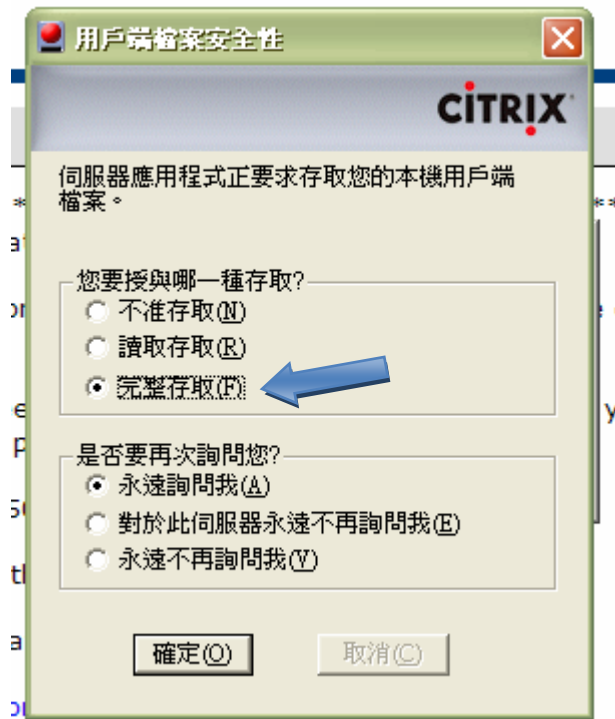 用戶端檔案安全性
CİTRIX
伺服器應用程式正要求存取您的本機用戶端
檔案。
您要授與哪一種存取?
不准存取(N)
讀取存取(R)
完整存取(F)
是否要再次詢問您?
永遠詢問我(A)
對於此伺服器永遠不再詢問我(E)
永遠不再詢問我(V)
確定(O)
取消(C)